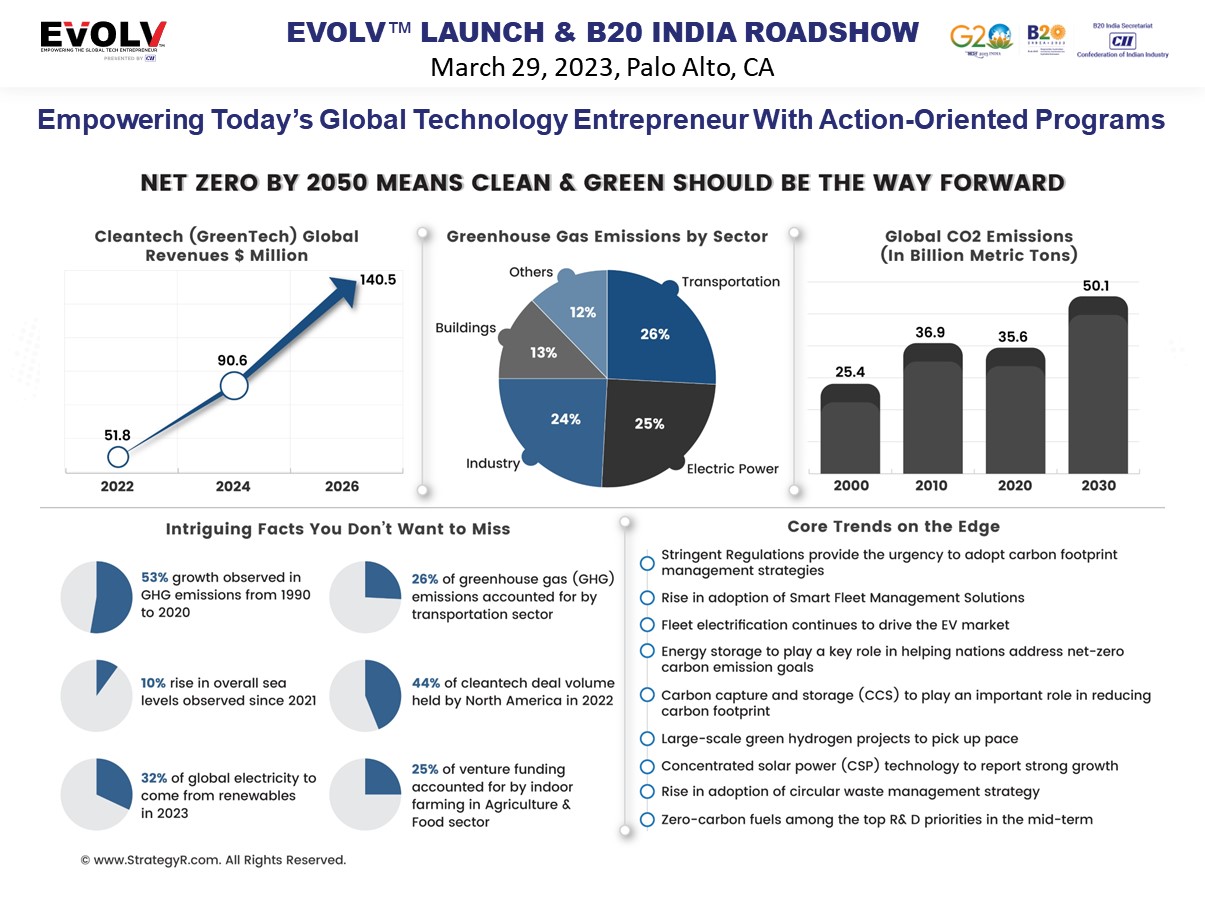 EVOLV™
EMPOWERING THE GLOBAL TECH ENTREPRENEUR
PRESENTED BY CII
EVOLV™ LAUNCH & B20 INDIA ROADSHOW
March 29, 2023, Palo Alto, CA
G20
B20
B20 India Secretariat
CII
Confederation of Indian Industry
Empowering Today's Global Technology Entrepreneur With Action-Oriented Programs
NET ZERO BY 2050 MEANS CLEAN & GREEN SHOULD BE THE WAY FORWARD
Cleantech (GreenTech) Global
Revenues $ Million
140.5
90.6
51.8
2022
2024
2026
Greenhouse Gas Emissions by Sector
Others
Transportation
Buildings
12%
26%
13%
24%
25%
Industry
Electric Power
Global CO2 Emissions
(In Billion Metric Tons)
25.4
36.9
35.6
50.1
2000
2010
2020
2030
Intriguing Facts You Don't Want to Miss
53% growth observed in
GHG emissions from 1990
to 2020
26% of greenhouse gas (GHG)
emissions accounted for by
transportation sector
10% rise in overall sea
levels observed since 2021
44% of cleantech deal volume
held by North America in 2022
32% of global electricity to
come from renewables
in 2023
25% of venture funding
accounted for by indoor
farming in Agriculture &
Food sector
Core Trends on the Edge
Stringent Regulations provide the urgency to adopt carbon footprint
management strategies
Rise in adoption of Smart Fleet Management Solutions
Fleet electrification continues to drive the EV market
Energy storage to play a key role in helping nations address net-zero
carbon emission goals
Carbon capture and storage (CCS) to play an important role in reducing
carbon footprint
Large-scale green hydrogen projects to pick up pace
Concentrated solar power (CSP) technology to report strong growth
Rise in adoption of circular waste management strategy
Zero-carbon fuels among the top R& D priorities in the mid-term
© www.StrategyR.com. All Rights Reserved.